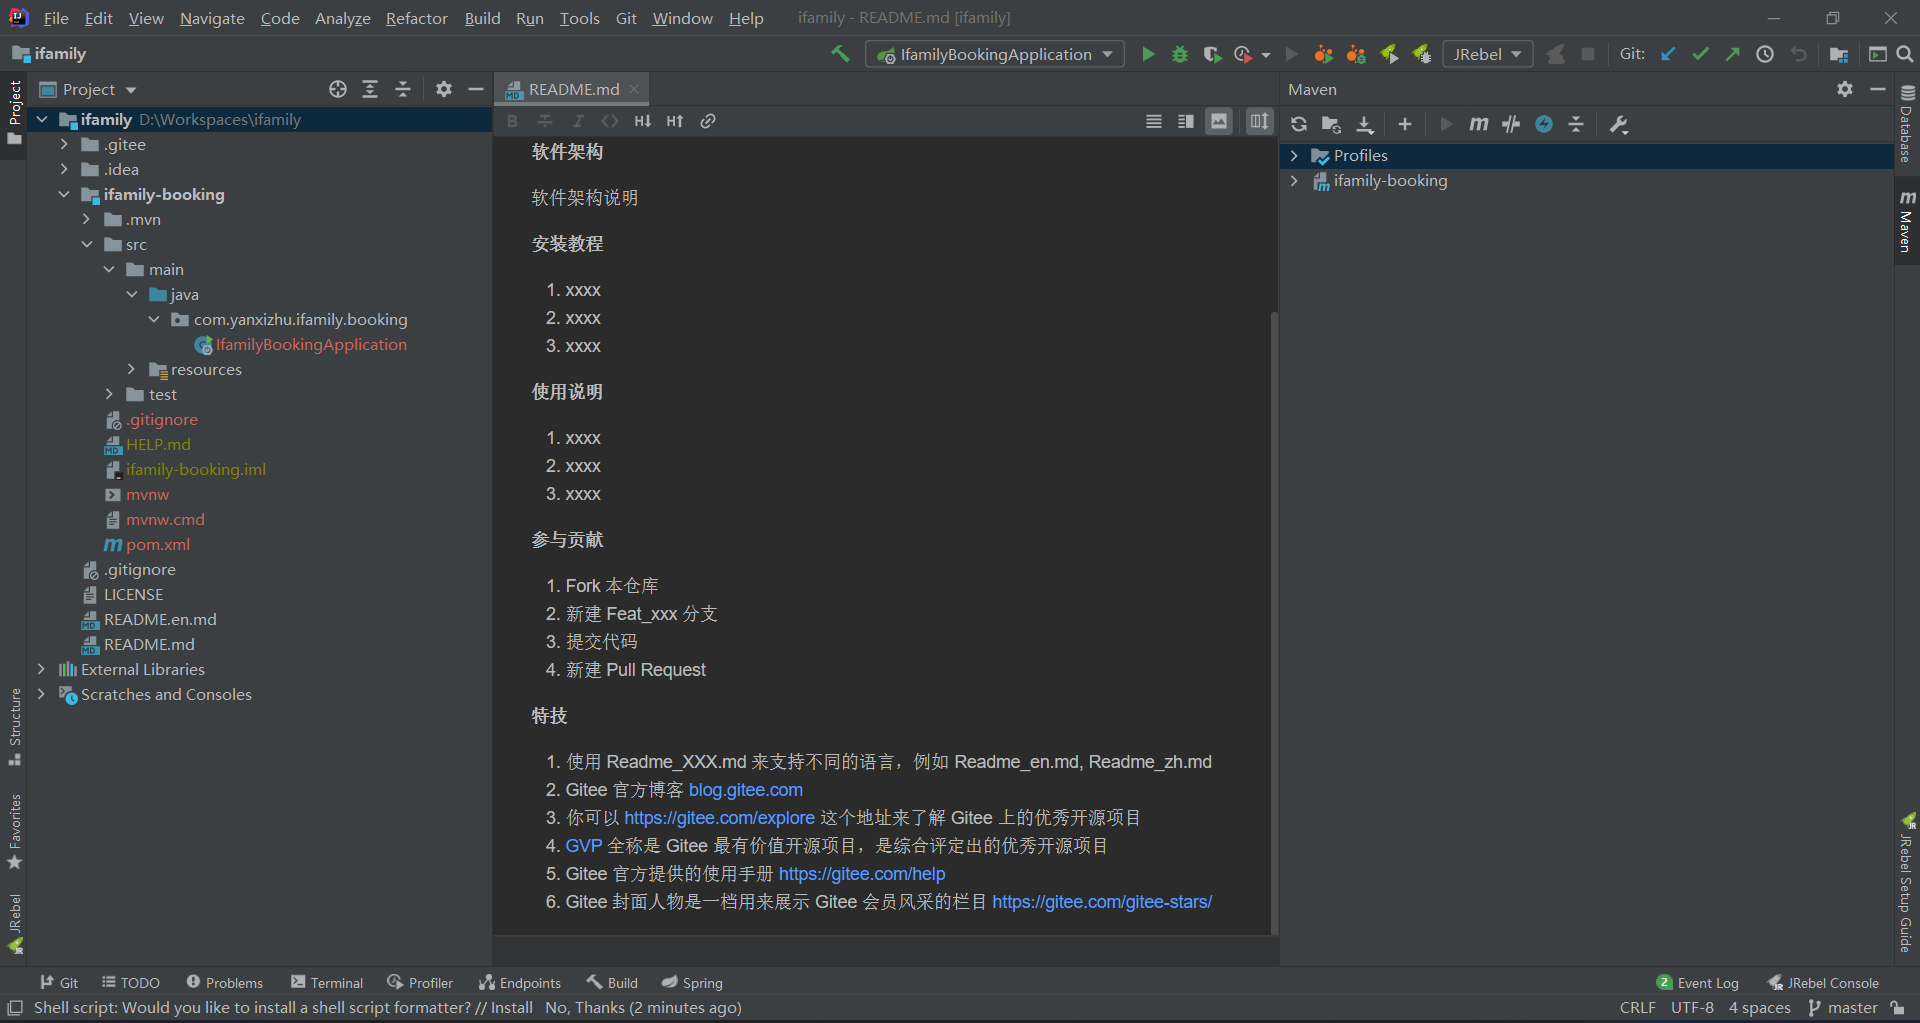 File Edit View Navigate Code Analyze Refactor Build Run Tools Git Window Help ifamily - README.md [ifamily]
ifamily IfamilyBookingApplication JRebel Git:
Project README.md Maven
ifamily D:\Workspaces\ifamily
.gitee
.idea
ifamily-booking
.mvn
src
main
java
com.yanxizhu.ifamily.booking
IfamilyBookingApplication
resources
test
.gitignore
HELP.md
ifamily-booking.iml
mvnw
mvnw.cmd
pom.xml
.gitignore
LICENSE
README.en.md
README.md
External Libraries
Scratches and Consoles
软件架构
软件架构说明
安装教程
1. xxxx
2. xxxx
3. xxxx
使用说明
1. xxxx
2. xxxx
3. xxxx
参与贡献
1. Fork 本仓库
2. 新建 Feat_xxx 分支
3. 提交代码
4. 新建 Pull Request
特技
1. 使用 Readme_XXX.md 来支持不同的语言，例如 Readme_en.md, Readme_zh.md
2. Gitee 官方博客 blog.gitee.com
3. 你可以 https://gitee.com/explore 这个地址来了解 Gitee 上的优秀开源项目
4. GVP 全称是 Gitee 最有价值开源项目，是综合评定出的优秀开源项目
5. Gitee 官方提供的使用手册 https://gitee.com/help
6. Gitee 封面人物是一档用来展示 Gitee 会员风采的栏目 https://gitee.com/gitee-stars/
Profiles
ifamily-booking
Project
Structure
Favorites
JRebel
Database
Maven
JRebel Setup Guide
Git TODO Problems Terminal Profiler Endpoints Build Spring 2 Event Log JRebel Console
Shell script: Would you like to install a shell script formatter? // Install No, Thanks (2 minutes ago) CRLF UTF-8 4 spaces master